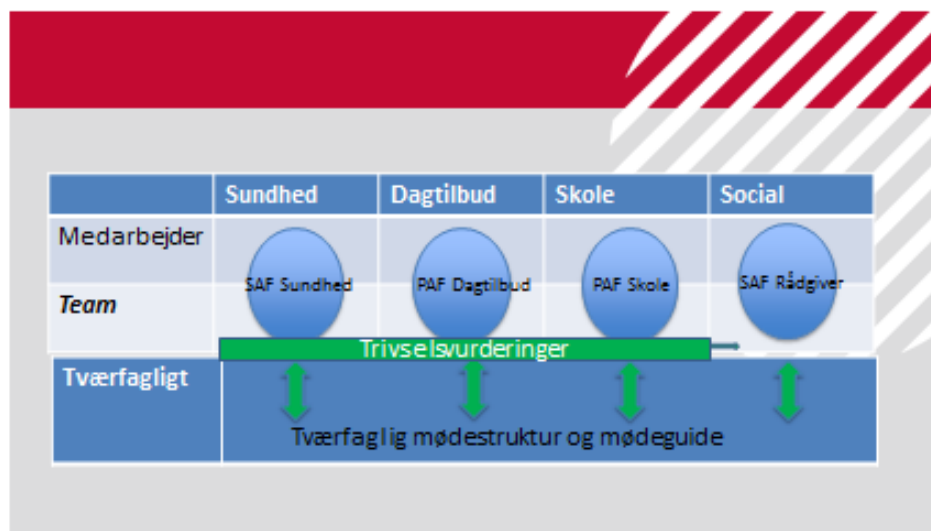 Sundhed Dagtilbud Skole Social
Medarbejder
SAF Sundhed PAF Dagtilbud PAF Skole SAF Rådgiver
Team
Trivselsvurderinger
Tværfagligt
Tværfaglig mødestruktur og mødeguide